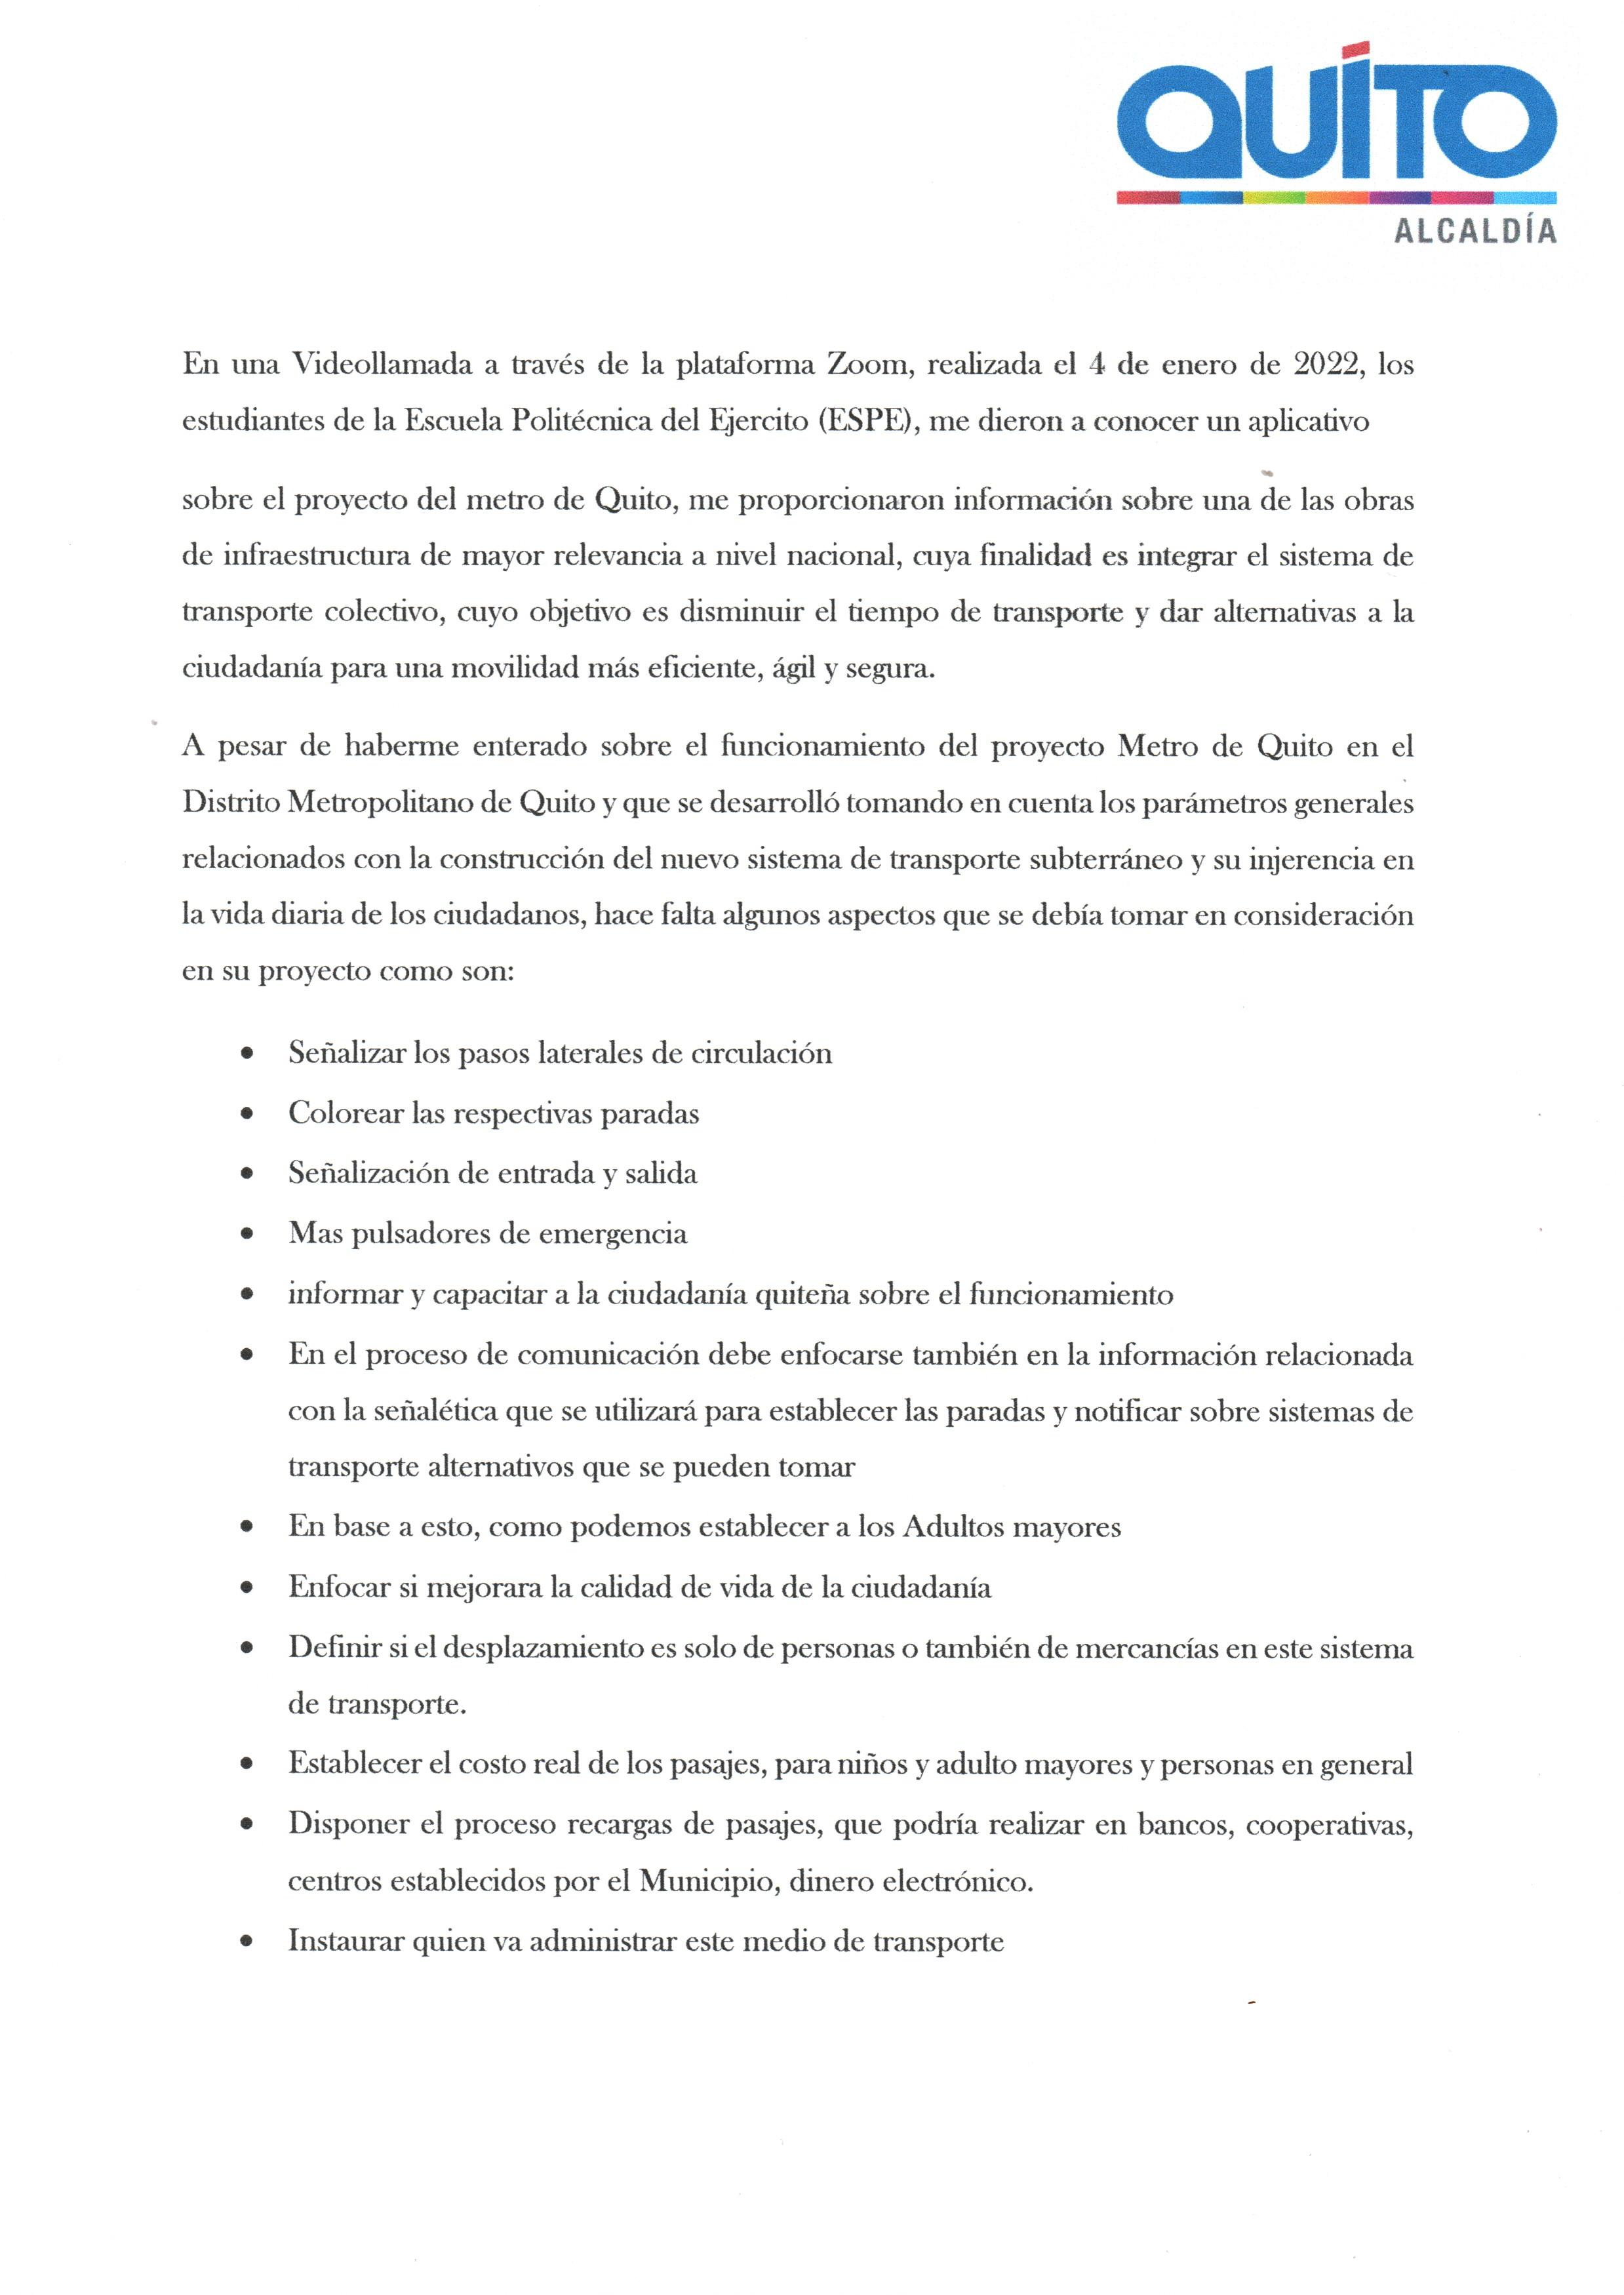 QUÍTO
ALCALDÍA
En una Videollamada a través de la plataforma Zoom, realizada el 4 de enero de 2022, los
estudiantes de la Escuela Politécnica del Ejercito (ESPE), me dieron a conocer un aplicativo
sobre el proyecto del metro de Quito, me proporcionaron información sobre una de las obras
de infraestructura de mayor relevancia a nivel nacional, cuya finalidad es integrar el sistema de
transporte colectivo, cuyo objetivo es disminuir el tiempo de transporte y dar alternativas a la
ciudadanía para una movilidad más eficiente, ágil y segura.
A pesar de haberme enterado sobre el funcionamiento del proyecto Metro de Quito en el
Distrito Metropolitano de Quito y que se desarrolló tomando en cuenta los parámetros generales
relacionados con la construcción del nuevo sistema de transporte subterráneo y su injerencia en
la vida diaria de los ciudadanos, hace falta algunos aspectos que se debía tomar en consideración
en su proyecto como son:
• Señalizar los pasos laterales de circulación
• Colorear las respectivas paradas
• Señalización de entrada y salida
• Mas pulsadores de emergencia
• informar y capacitar a la ciudadanía quiteña sobre el funcionamiento
• En el proceso de comunicación debe enfocarse también en la información relacionada
con la señalética que se utilizará para establecer las paradas y notificar sobre sistemas de
transporte alternativos que se pueden tomar
• En base a esto, como podemos establecer a los Adultos mayores
• Enfocar si mejorara la calidad de vida de la ciudadanía
• Definir si el desplazamiento es solo de personas o también de mercancías en este sistema
de transporte.
• Establecer el costo real de los pasajes, para niños y adulto mayores y personas en general
• Disponer el proceso recargas de pasajes, que podría realizar en bancos, cooperativas,
centros establecidos por el Municipio, dinero electrónico.
• Instaurar quien va administrar este medio de transporte